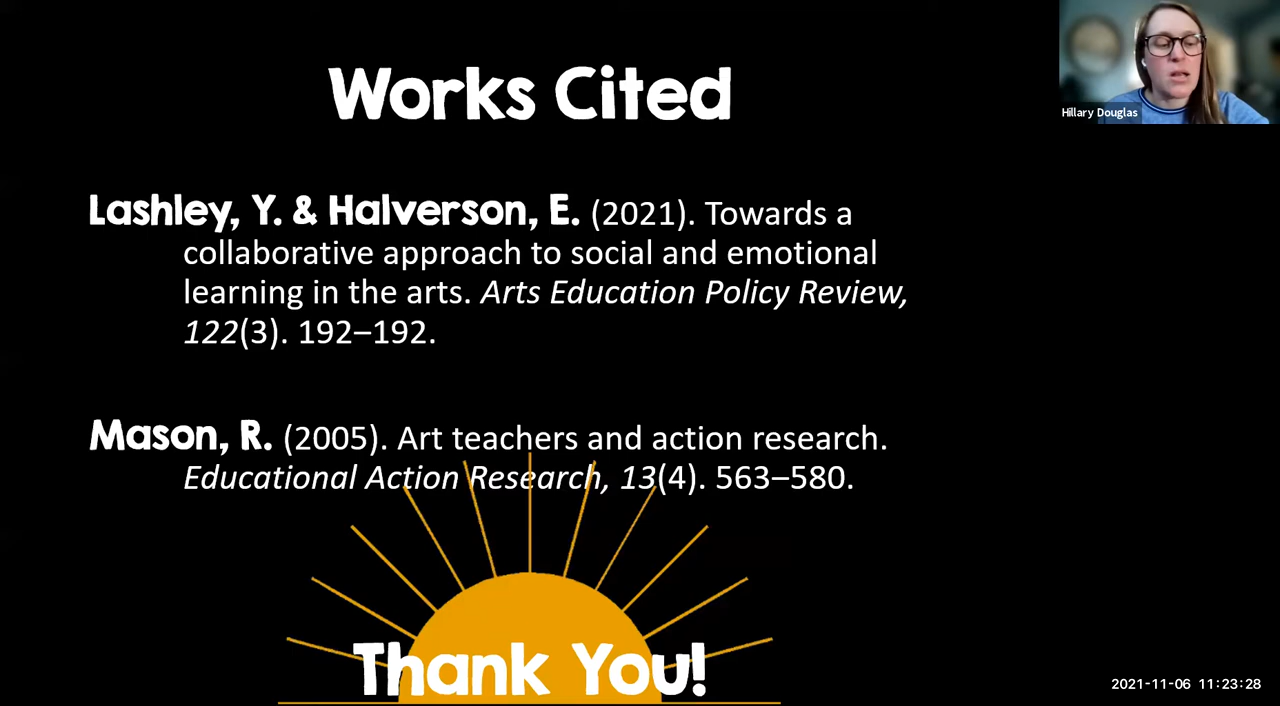 Works Cited
Hillary Douglas
Lashley, Y. & Halverson, E. (2021). Towards a
collaborative approach to social and emotional
learning in the arts. Arts Education Policy Review,
122(3). 192–192.
Mason, R. (2005). Art teachers and action research.
Educational Action Research, 13(4). 563–580.
Thank You!
2021-11-06 11:23:28